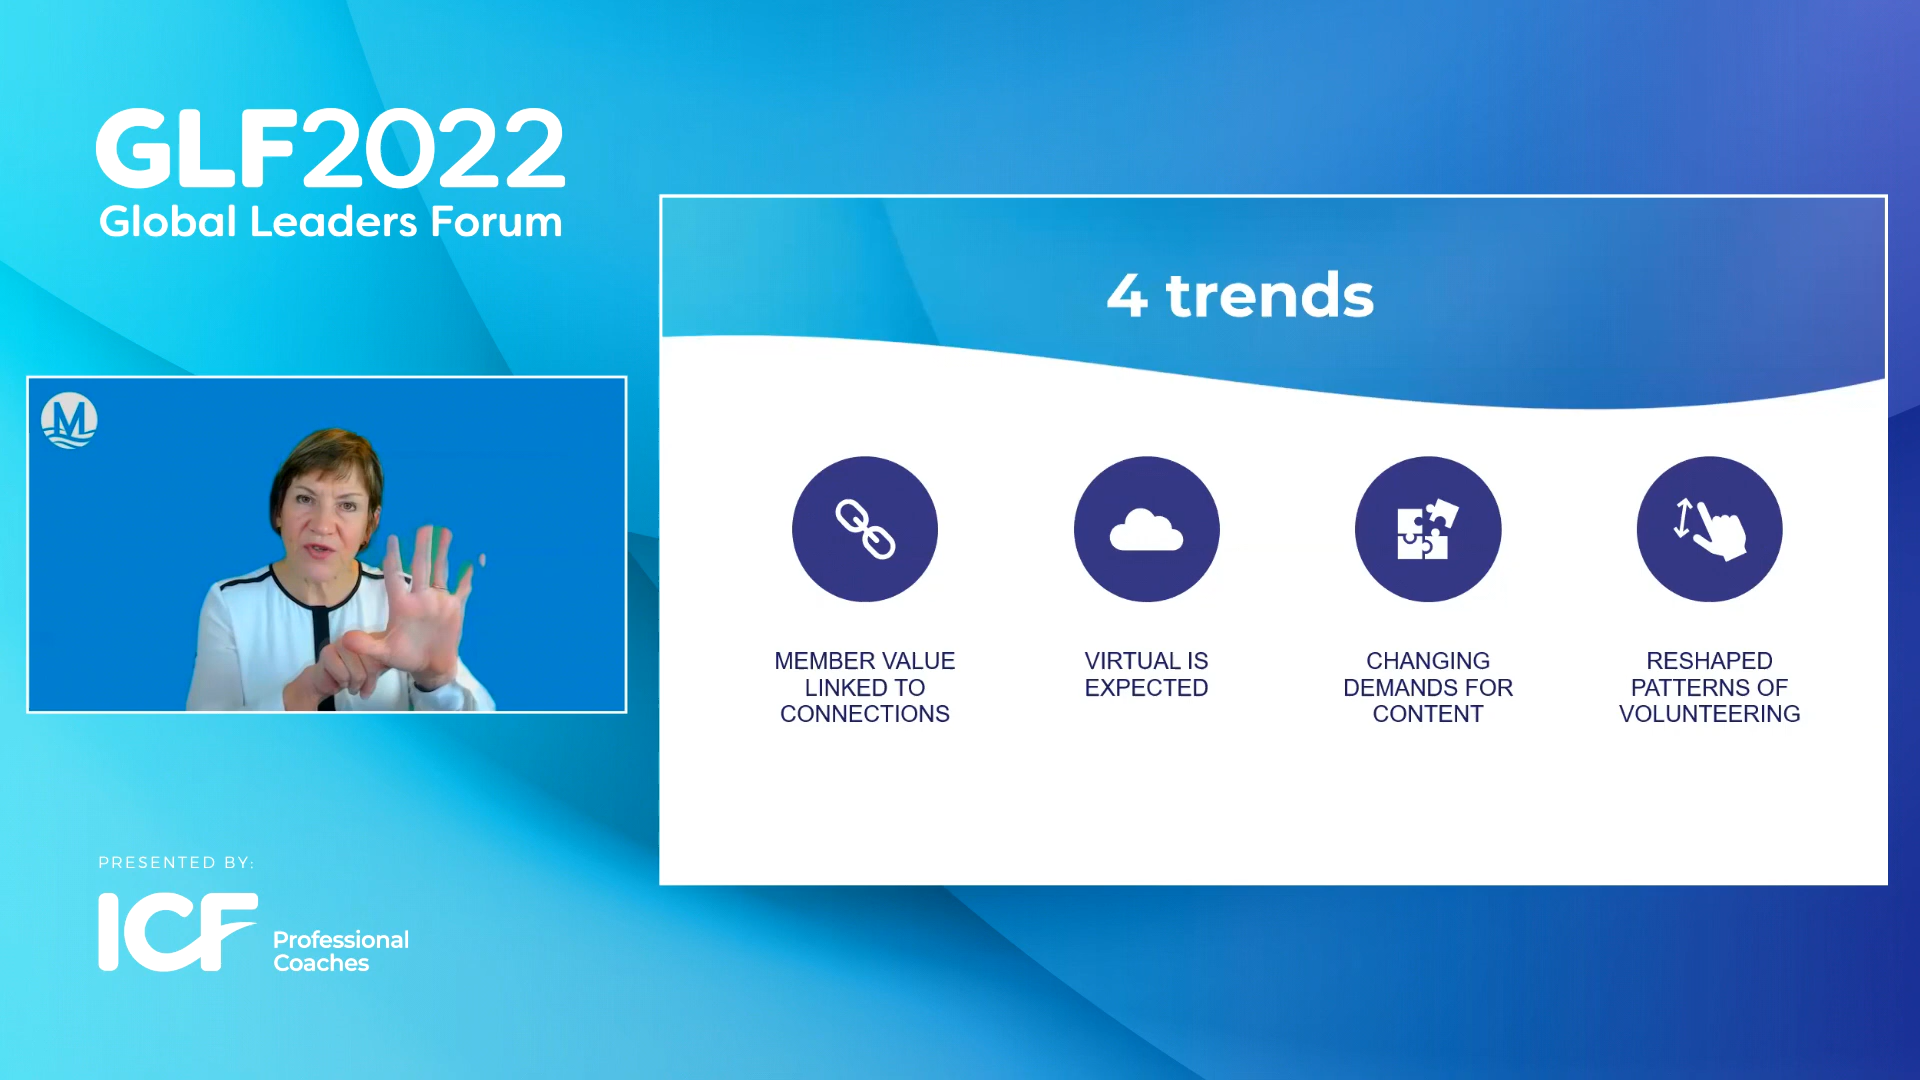 GLF2022
Global Leaders Forum
M
4 trends
MEMBER VALUE
LINKED TO
CONNECTIONS
VIRTUAL IS
EXPECTED
CHANGING
DEMANDS FOR
CONTENT
RESHAPED
PATTERNS OF
VOLUNTEERING
PRESENTED BY:
ICF
Professional
Coaches